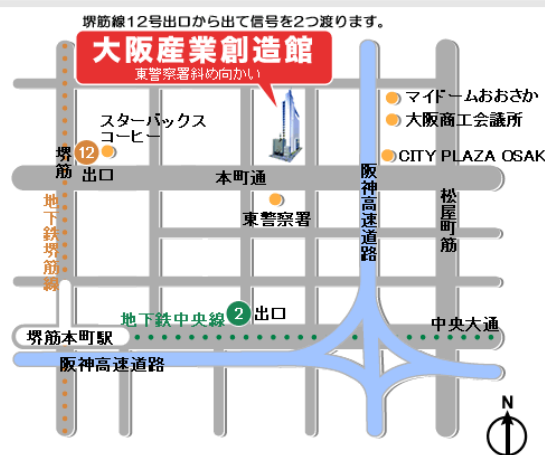 堺筋線12号出口から出て信号を2つ渡ります。
大阪産業創造館
東警察署斜め向かい
マイドームおおさか
大阪商工会議所
CITY PLAZA OSAK
スターバックス
コーヒー
堺筋
12
出口
本町通
阪神高速道路
松屋町筋
東警察署
地下鉄堺筋線
地下鉄中央線
2
出口
堺筋本町駅
中央大通
阪神高速道路
N